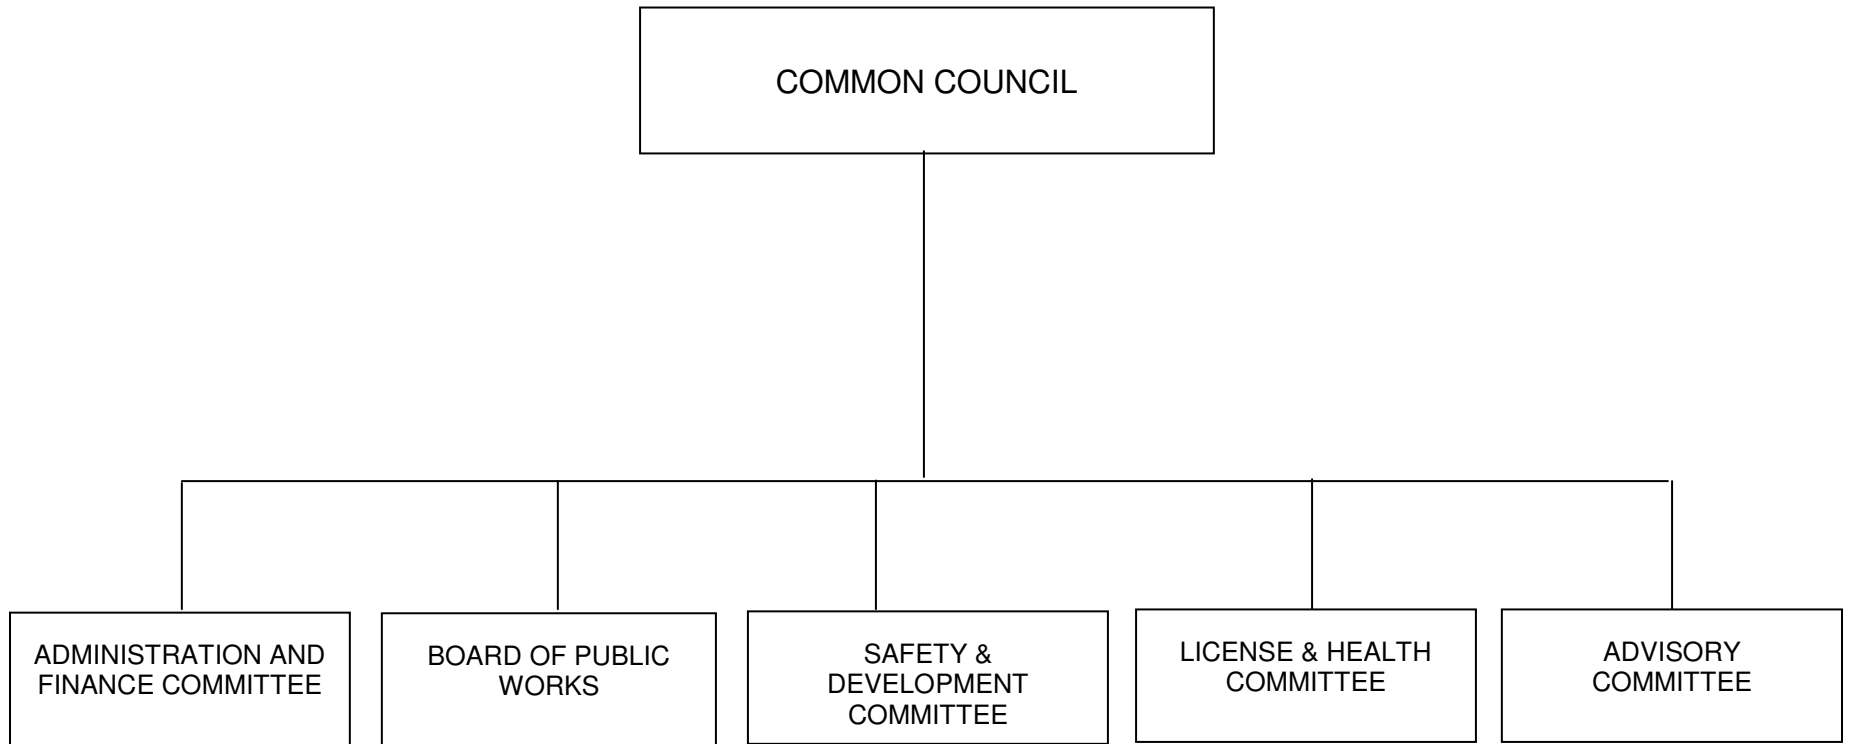 COMMON COUNCIL
ADMINISTRATION AND
FINANCE COMMITTEE
BOARD OF PUBLIC
WORKS
SAFETY &
DEVELOPMENT
COMMITTEE
LICENSE & HEALTH
COMMITTEE
ADVISORY
COMMITTEE